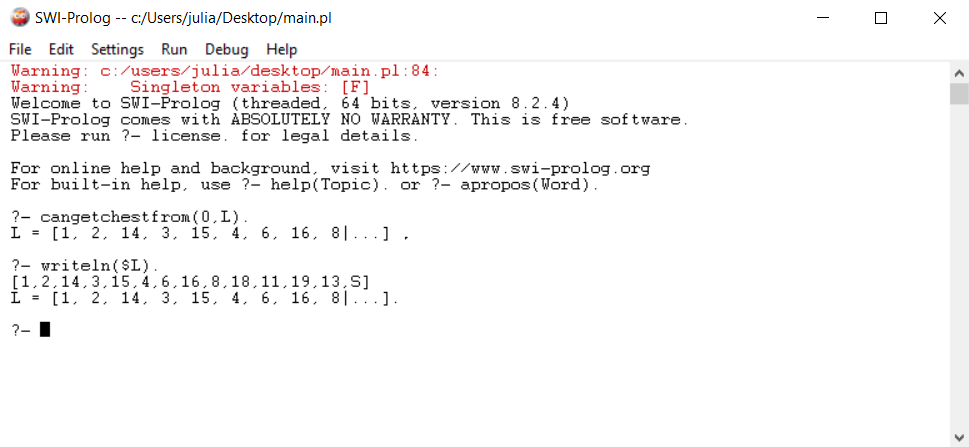 SWI-Prolog -- c:/Users/julia/Desktop/main.pl
File Edit Settings Run Debug Help
Warning: c:/users/julia/desktop/main.pl:84:
Warning:    Singleton variables: [F]
Welcome to SWI-Prolog (threaded, 64 bits, version 8.2.4)
SWI-Prolog comes with ABSOLUTELY NO WARRANTY. This is free software.
Please run ?- license. for legal details.
For online help and background, visit https://www.swi-prolog.org
For built-in help, use ?- help(Topic). or ?- apropos(Word).
?- cangetchestfrom(0,L).
L = [1, 2, 14, 3, 15, 4, 6, 16, 8|...] .
?- writeln($L).
[1,2,14,3,15,4,6,16,8,18,11,19,13,S]
L = [1, 2, 14, 3, 15, 4, 6, 16, 8|...].
?-